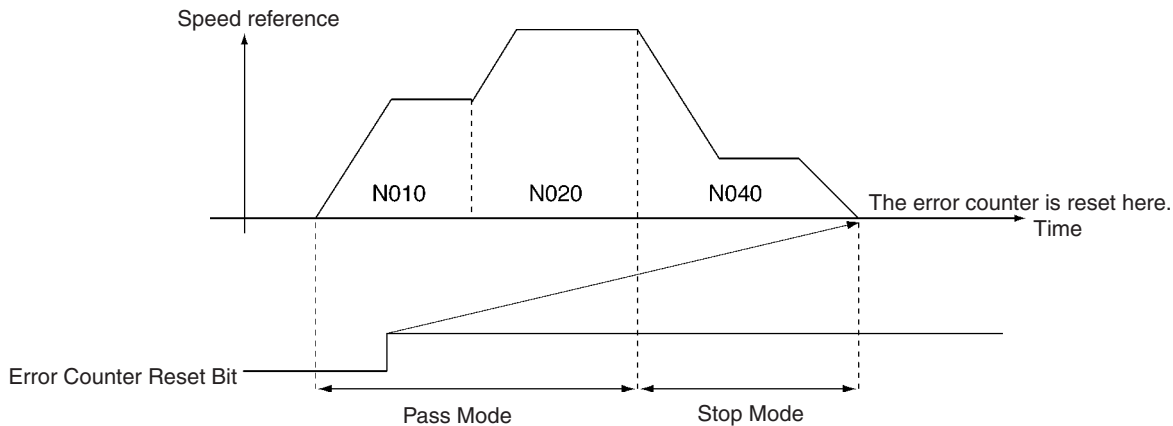 Speed reference
N010
N020
N040
The error counter is reset here.
Time
Error Counter Reset Bit
Pass Mode
Stop Mode